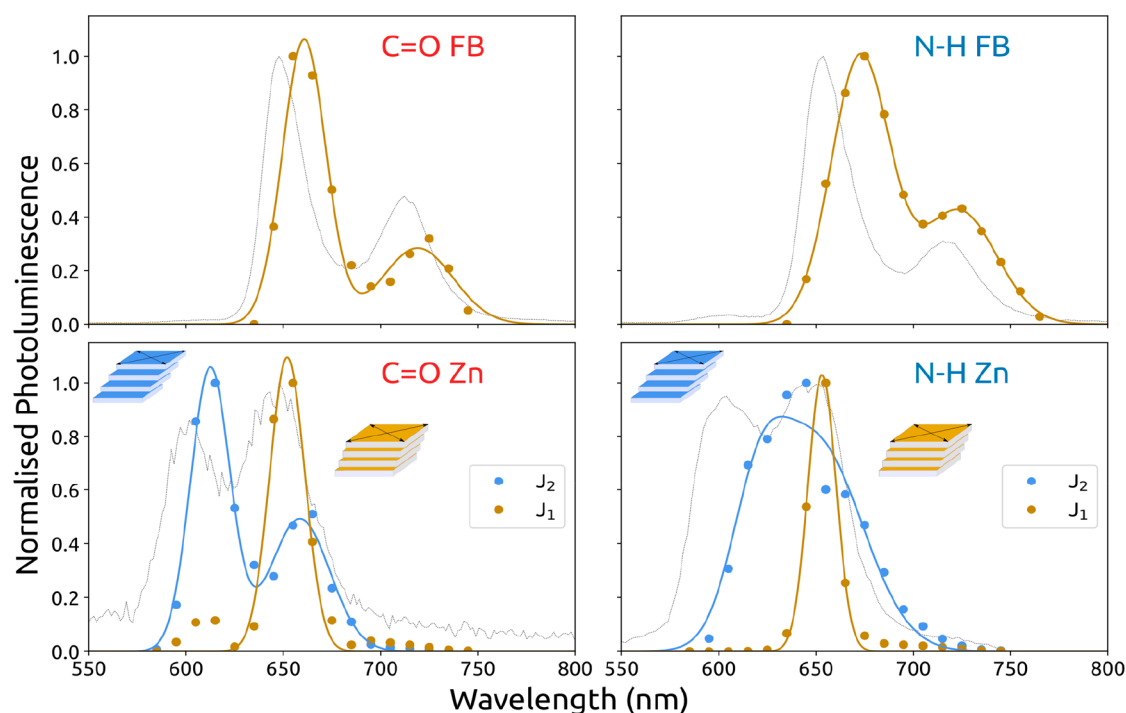 C=O FB
N-H FB
1.0
0.8
0.6
0.4
0.2
0.0
Normalised Photoluminescence
C=O Zn
N-H Zn
1.0
0.8
0.6
0.4
0.2
0.0
J₂
J₁
J₂
J₁
550 600 650 700 750 800
550 600 650 700 750 800
Wavelength (nm)